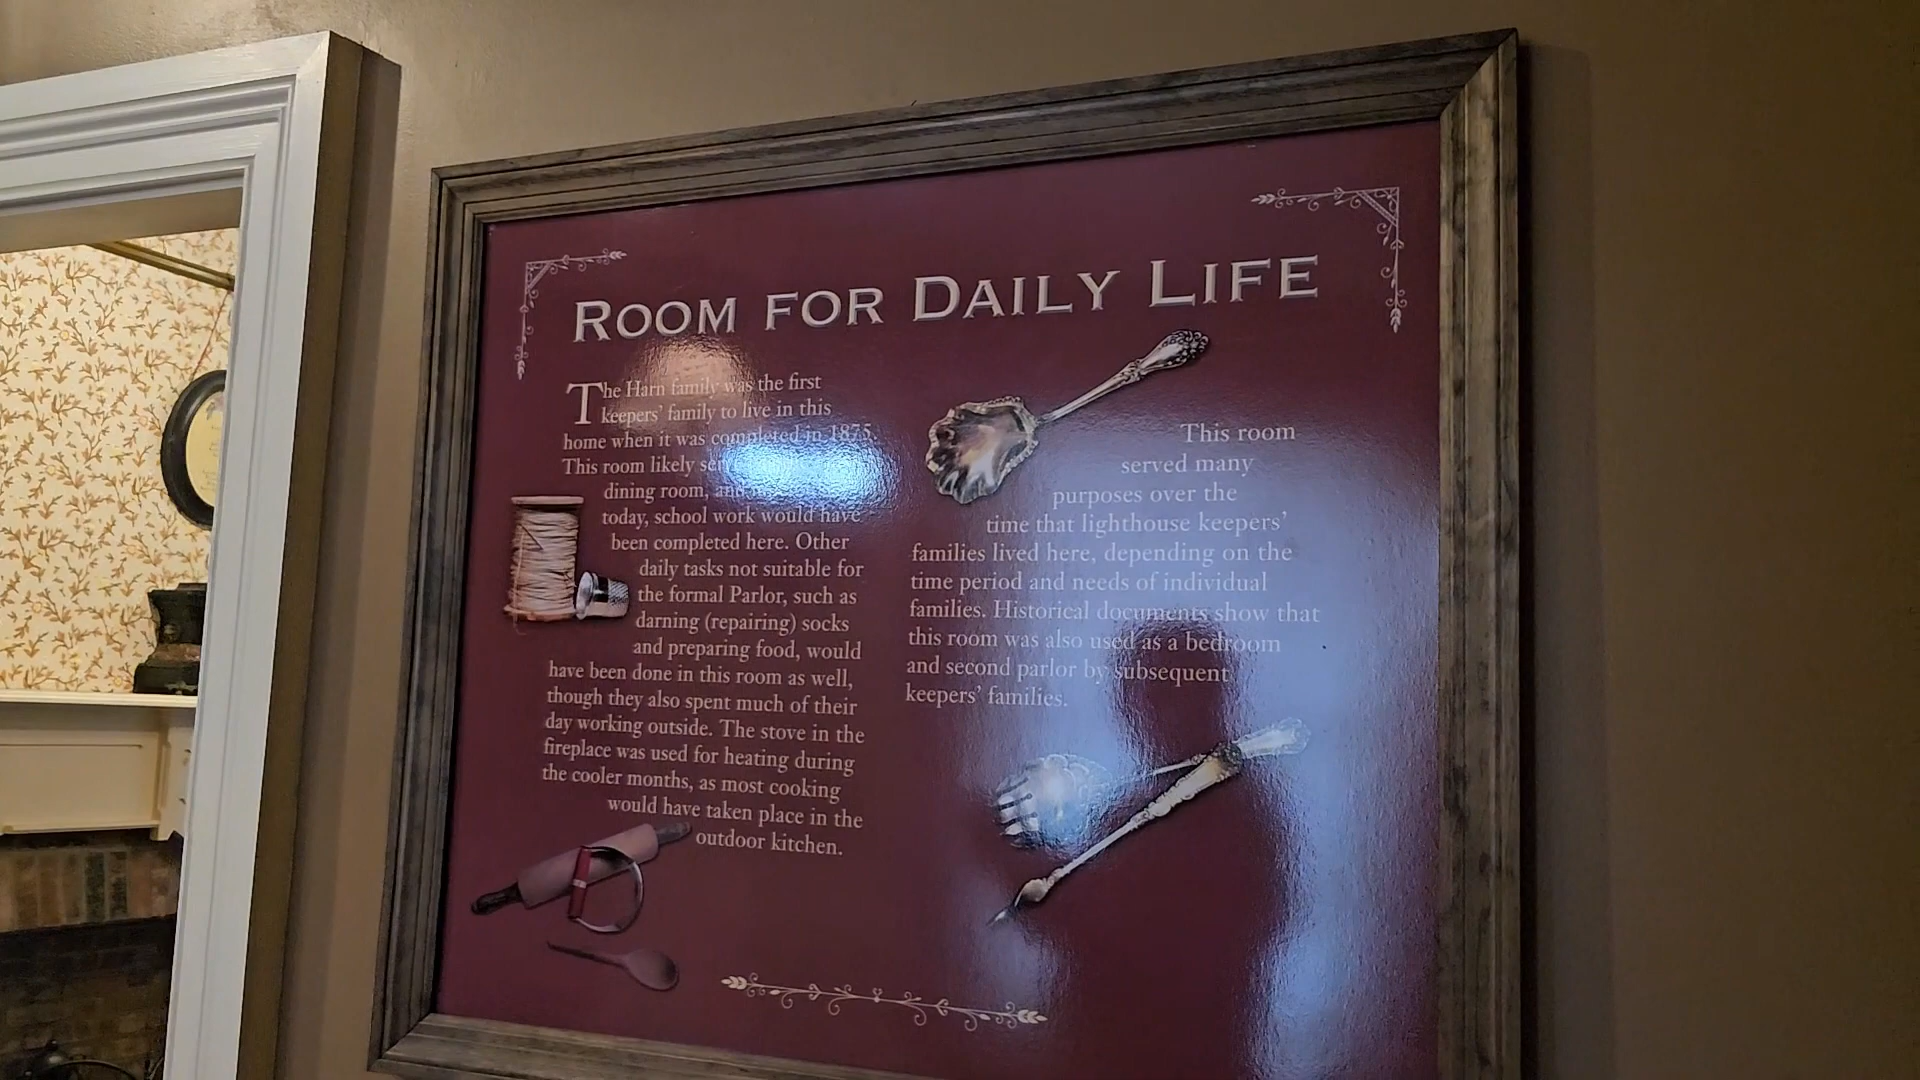 ROOM FOR DAILY LIFE
The Harn family was the first
keepers' family to live in this
home when it was completed in 1875.
This room likely
dining room, and
today, school work would have
been completed here. Other
daily tasks not suitable for
the formal Parlor, such as
darning (repairing) socks
and preparing food, would
have been done in this room as well,
though they also spent much of their
day working outside. The stove in the
fireplace was used for heating during
the cooler months, as most cooking
would have taken place in the
outdoor kitchen.
This room
served many
purposes over the
time that lighthouse keepers'
families lived here, depending on the
time period and needs of individual
families. Historical documents show that
this room was also used as a bedroom
and second parlor by subsequent
keepers' families.